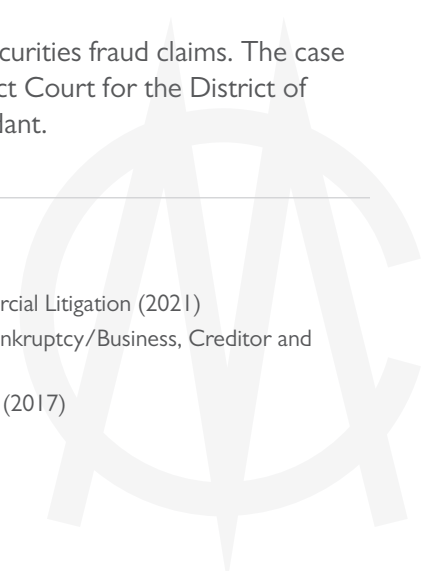 curities fraud claims. The case
ct Court for the District of
lant.
rcial Litigation (2021)
nkruptcy/Business, Creditor and
(2017)